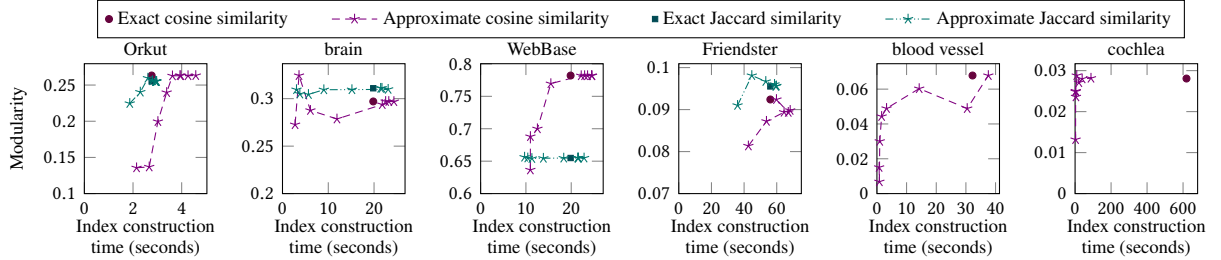 Exact cosine similarity Approximate cosine similarity Exact Jaccard similarity Approximate Jaccard similarity
Orkut brain WebBase Friendster blood vessel cochlea
Modularity
0.25
0.2
0.15
0.1
0 2 4
Index construction
time (seconds)
0.4
0.3
0.2
0 10 20
Index construction
time (seconds)
0.8
0.7
0.6
0.5
0 20
Index construction
time (seconds)
0.1
0.09
0.08
0.07
0 20 40 60
Index construction
time (seconds)
0.06
0.04
0.02
0
0 10 20 30 40
Index construction
time (seconds)
0.03
0.02
0.01
0
0 200 400 600
Index construction
time (seconds)